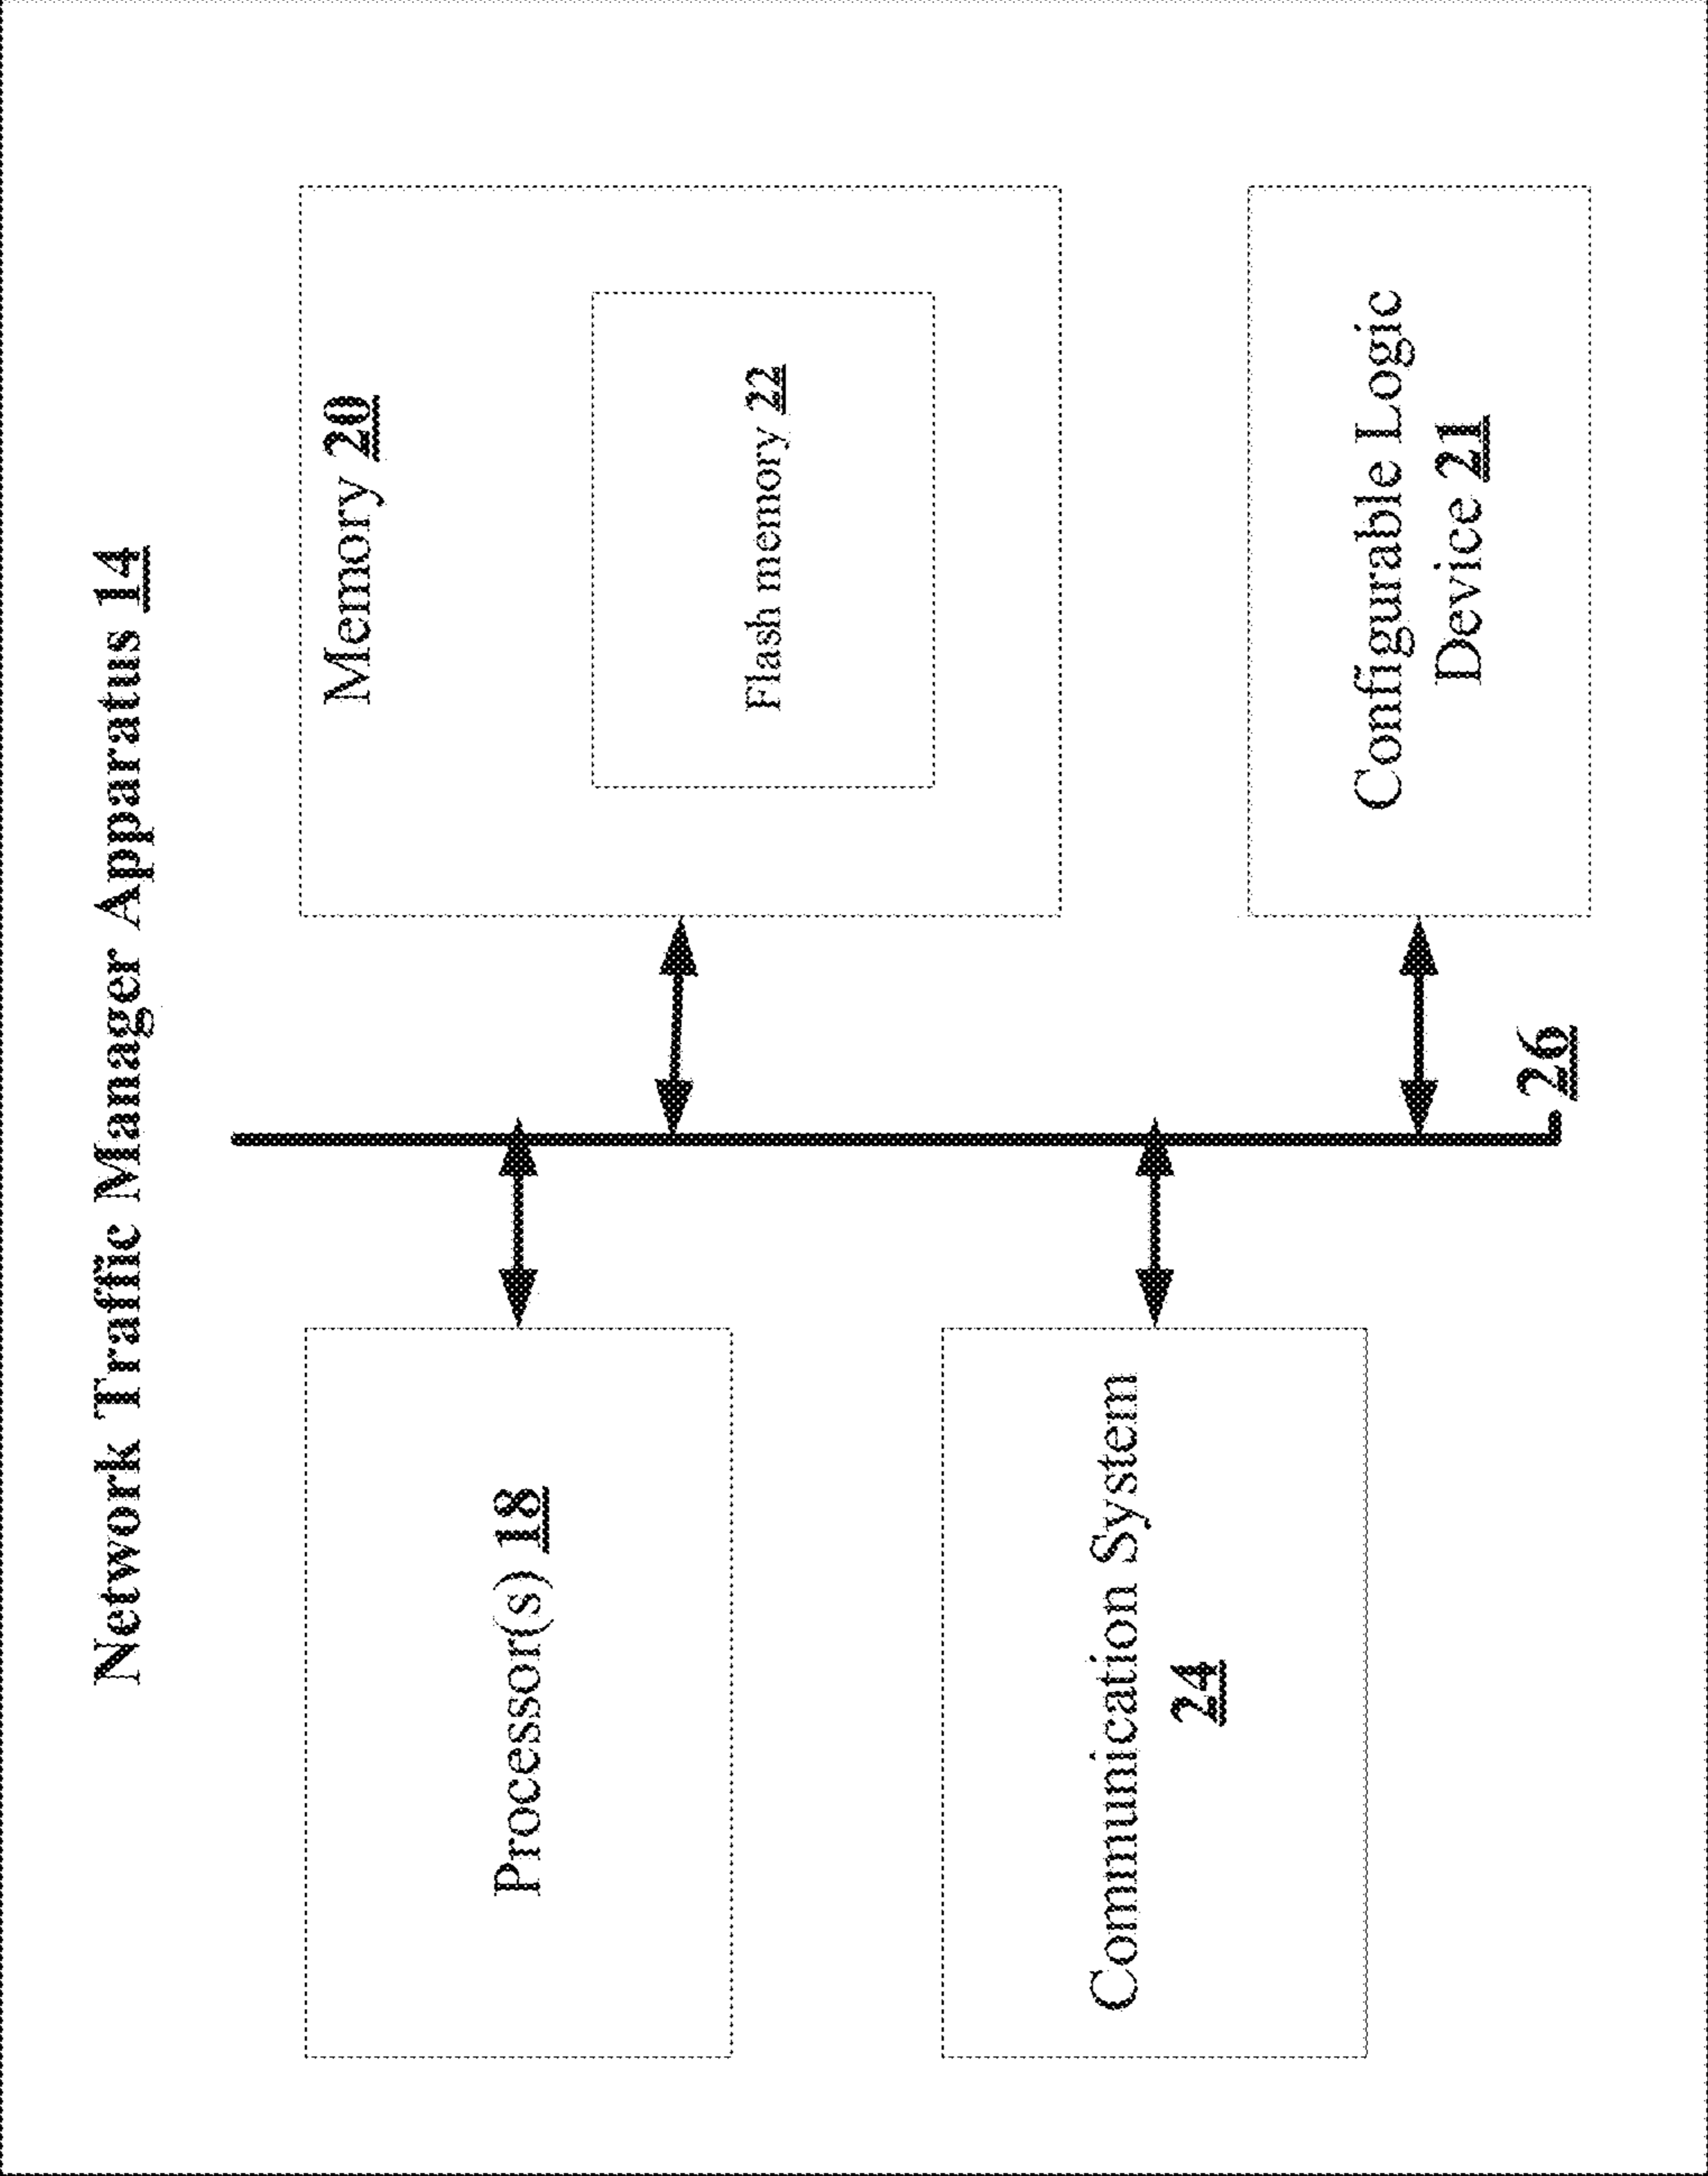 Network Traffic Manager Apparatus 14
Processor(s) 18
Memory 20
Flash memory 22
Communication System
24
Configurable Logic
Device 21
26